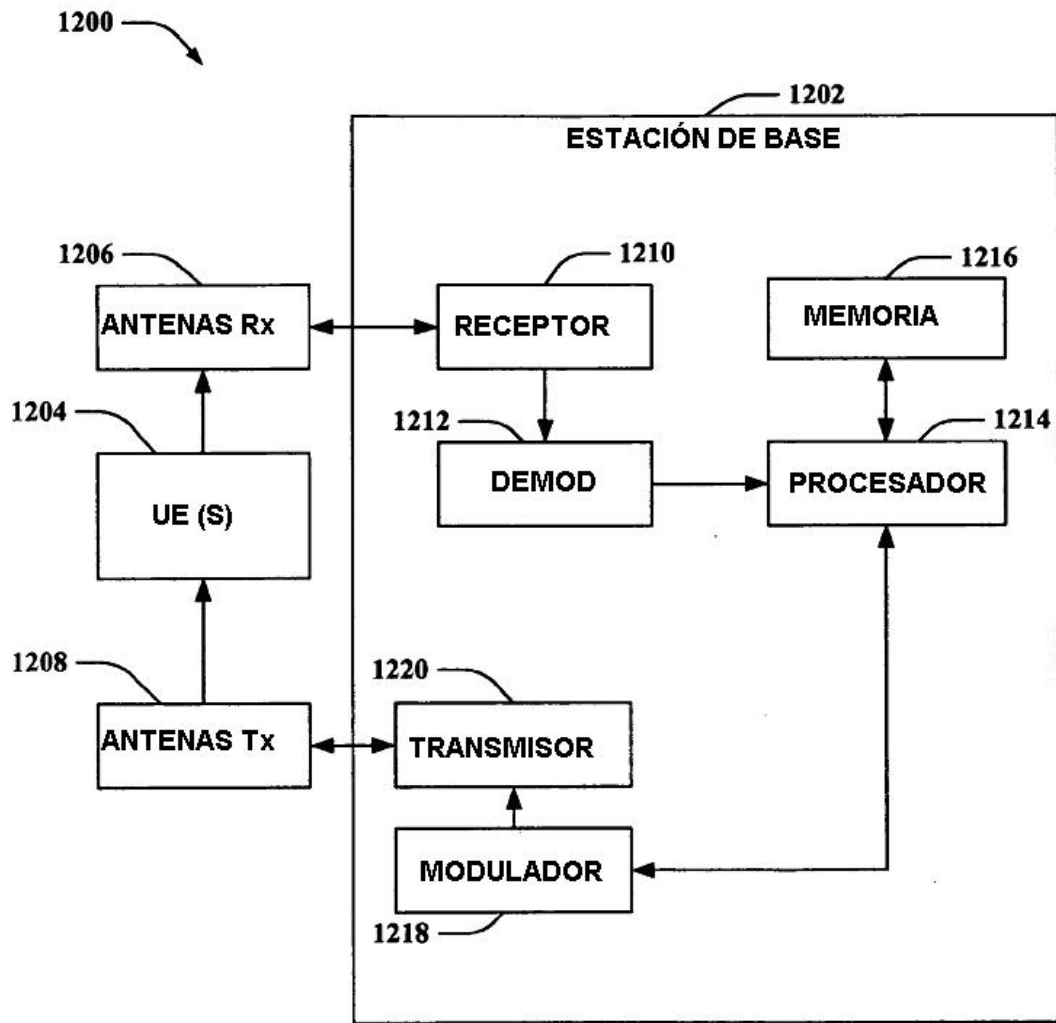 1200
1202
ESTACIÓN DE BASE
1206
ANTENAS Rx
1210
RECEPTOR
1216
MEMORIA
1204
UE (S)
1212
DEMOD
1214
PROCESADOR
1208
ANTENAS Tx
1220
TRANSMISOR
MODULADOR
1218